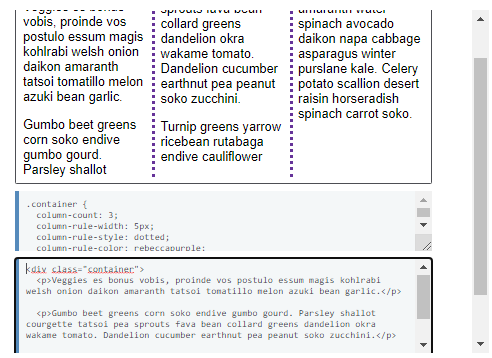 Veggies es bonus
vobis, proinde vos
postulo essum magis
kohlrabi welsh onion
daikon amaranth
tatsoi tomatillo melon
azuki bean garlic.
Gumbo beet greens
corn soko endive
gumbo gourd.
Parsley shallot
sprouts fava bean
collard greens
dandelion okra
wakame tomato.
Dandelion cucumber
earthnut pea peanut
soko zucchini.
Turnip greens yarrow
ricebean rutabaga
endive cauliflower
amaranth water
spinach avocado
daikon napa cabbage
asparagus winter
purslane kale. Celery
potato scallion desert
raisin horseradish
spinach carrot soko.
.container {
column-count: 3;
column-rule-width: 5px;
column-rule-style: dotted;
column-rule-color: rebeccapurple;
<div class="container">
<p>Veggies es bonus vobis, proinde vos postulo essum magis kohlrabi
welsh onion daikon amaranth tatsoi tomatillo melon azuki bean garlic.</p>
<p>Gumbo beet greens corn soko endive gumbo gourd. Parsley shallot
courgette tatsoi pea sprouts fava bean collard greens dandelion okra
wakame tomato. Dandelion cucumber earthnut pea peanut soko zucchini.</p>